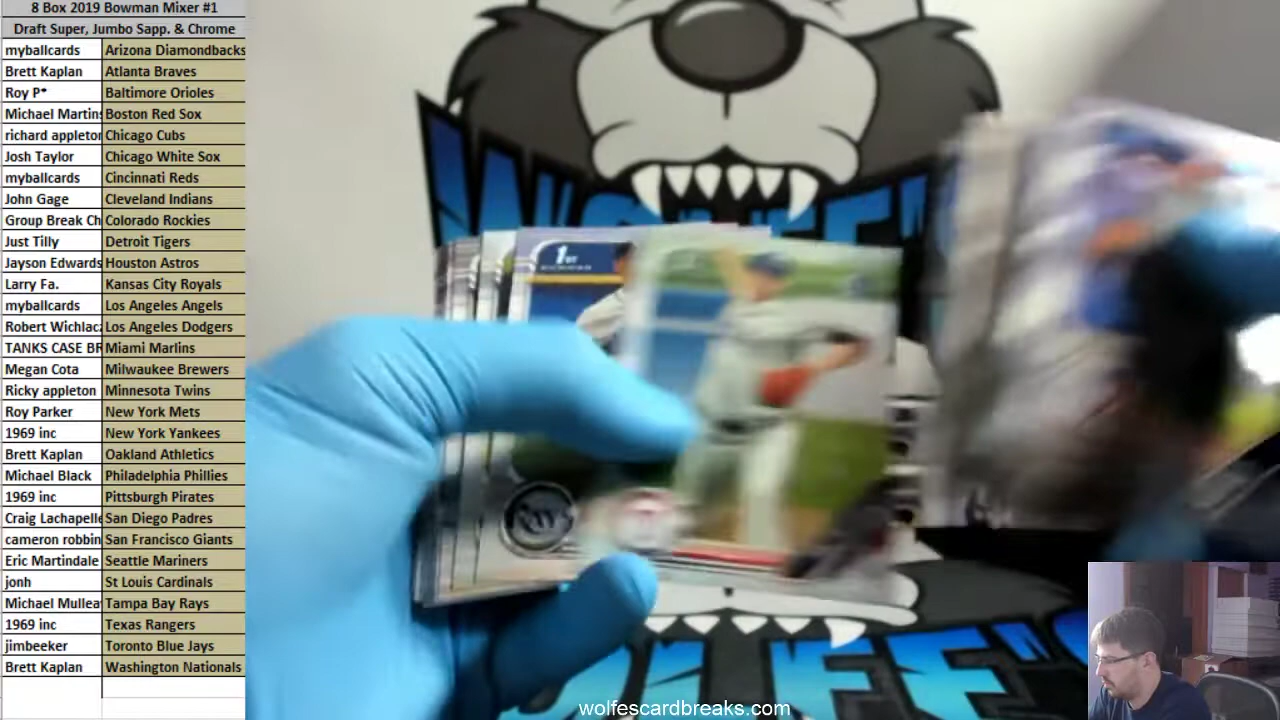 8 Box 2019 Bowman Mixer #1
Draft Super, Jumbo Sapp. & Chrome
myballcards Arizona Diamondbacks
Brett Kaplan Atlanta Braves
Roy P* Baltimore Orioles
Michael Martins Boston Red Sox
richard appleton Chicago Cubs
Josh Taylor Chicago White Sox
myballcards Cincinnati Reds
John Gage Cleveland Indians
Group Break Ch Colorado Rockies
Just Tilly Detroit Tigers
Jayson Edwards Houston Astros
Larry Fa. Kansas City Royals
myballcards Los Angeles Angels
Robert Wichlacz Los Angeles Dodgers
TANKS CASE BR Miami Marlins
Megan Cota Milwaukee Brewers
Ricky appleton Minnesota Twins
Roy Parker New York Mets
1969 inc New York Yankees
Brett Kaplan Oakland Athletics
Michael Black Philadelphia Phillies
1969 inc Pittsburgh Pirates
Craig Lachapelle San Diego Padres
cameron robbin San Francisco Giants
Eric Martindale Seattle Mariners
jonh St Louis Cardinals
Michael Mullea Tampa Bay Rays
1969 inc Texas Rangers
jimbeeker Toronto Blue Jays
Brett Kaplan Washington Nationals
1ST
Rays
WOLFE'S
wolfescardbreaks.com